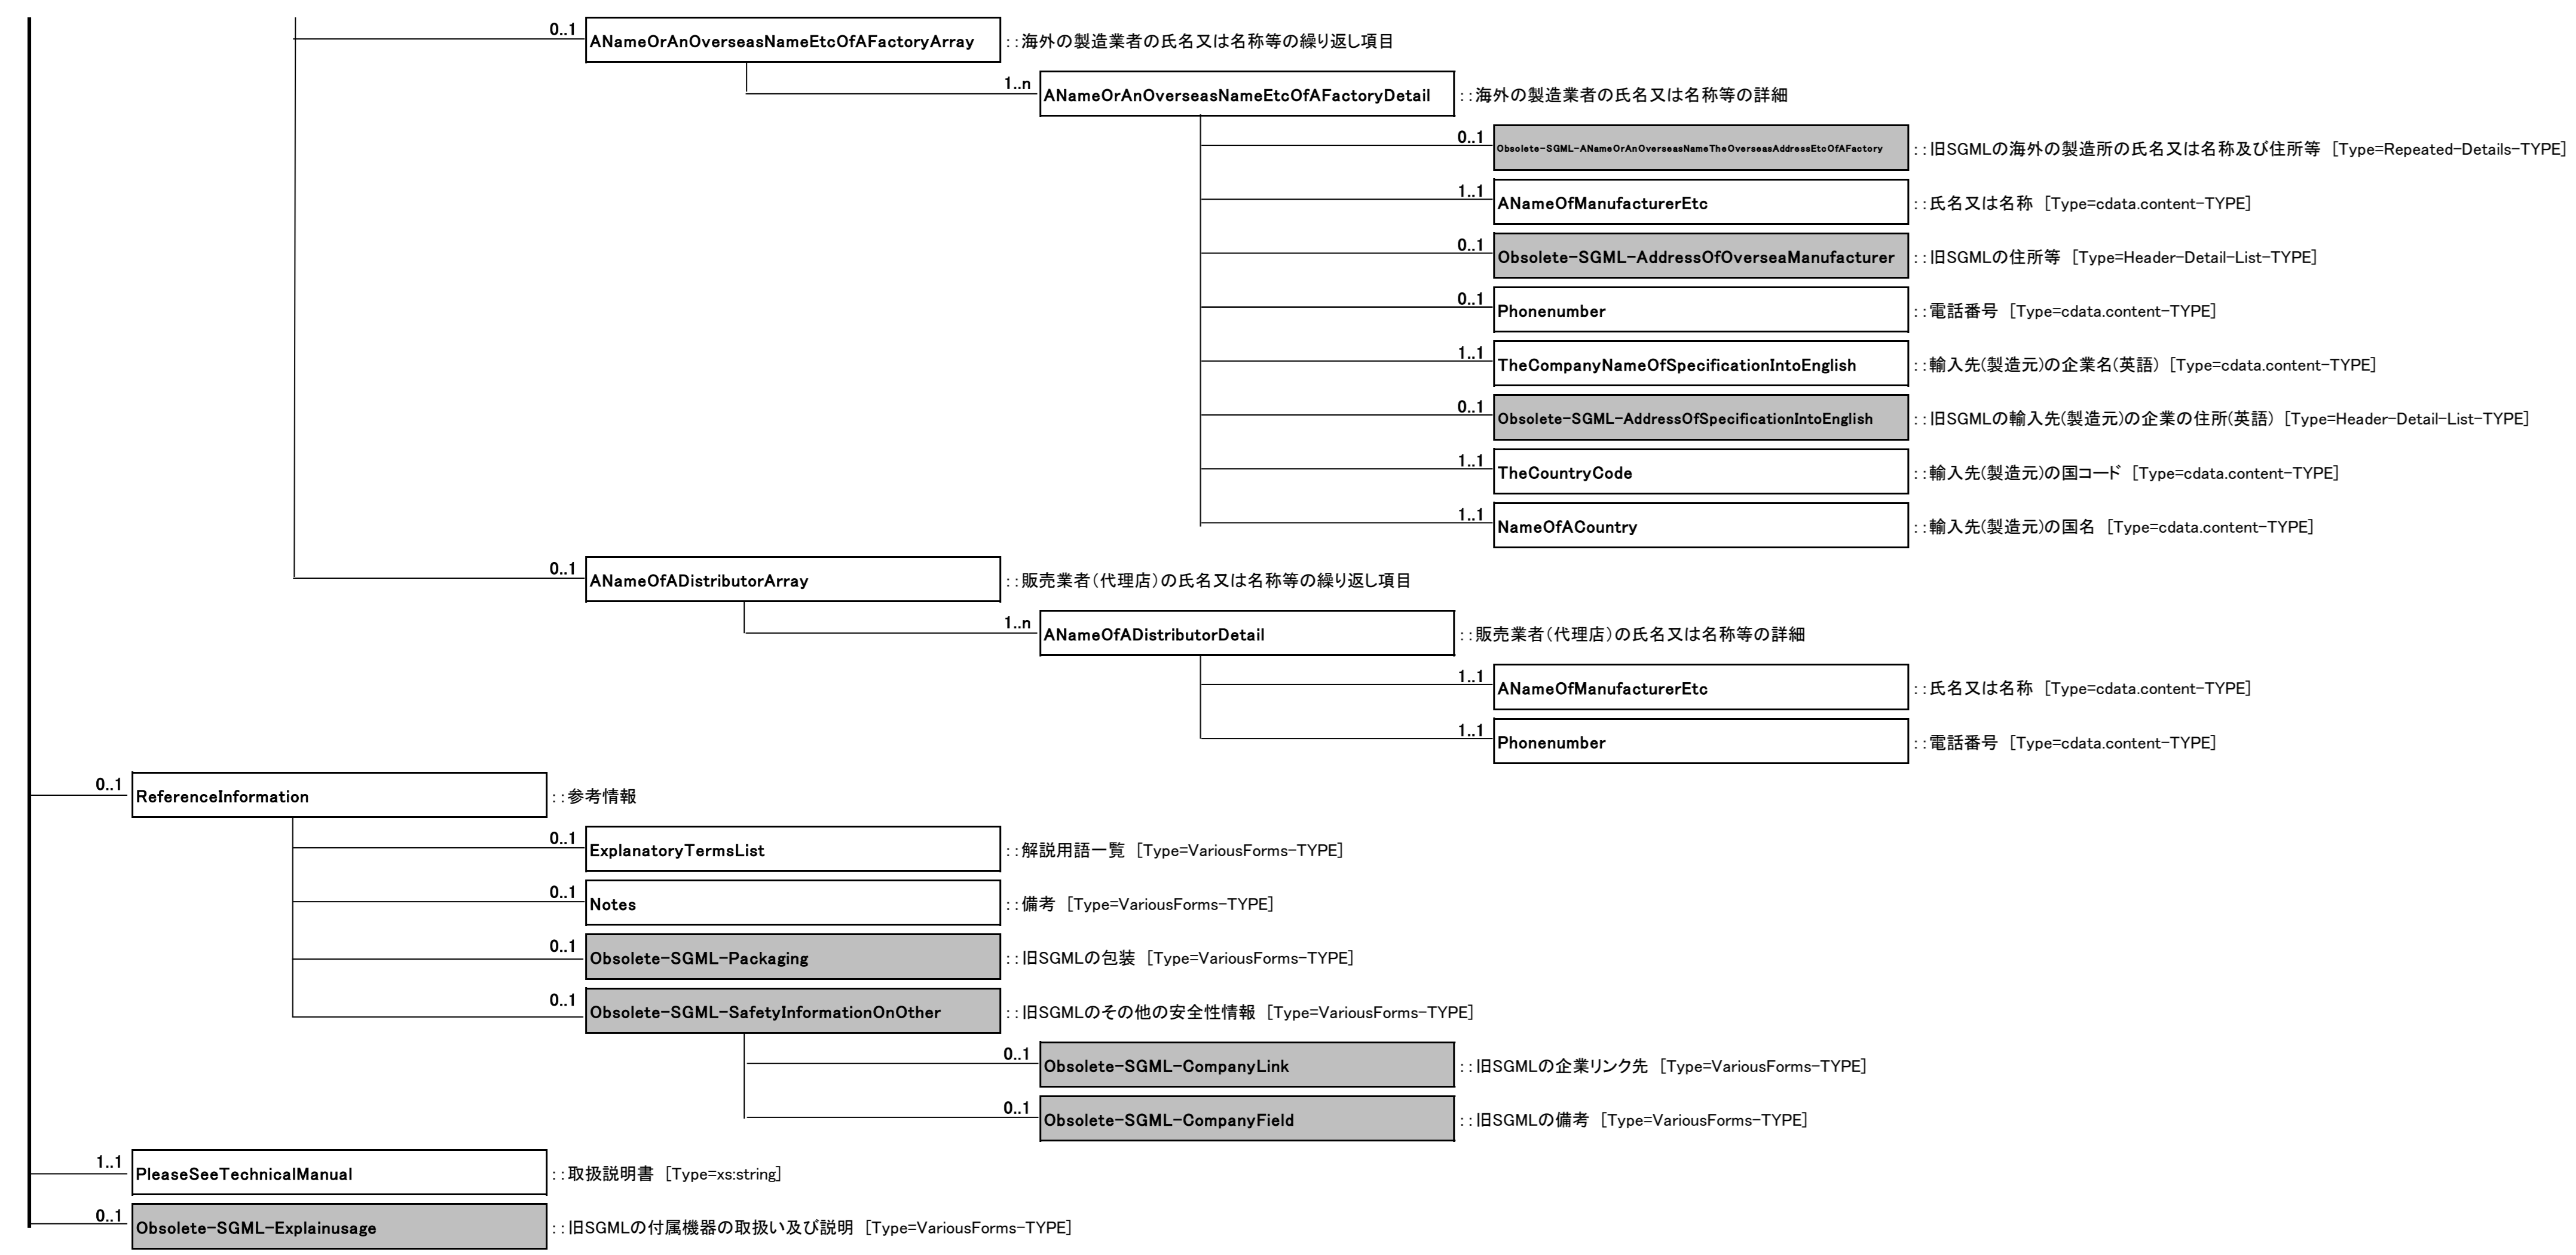 0..1 ANameOrAnOverseasNameEtcOfAFactoryArray ::海外の製造業者の氏名又は名称等の繰り返し項目
1..n ANameOrAnOverseasNameEtcOfAFactoryDetail ::海外の製造業者の氏名又は名称等の詳細
0..1 Obsolete-SGML-ANameOrAnOverseasNameTheOverseasAddressEtcOfAFactory ::旧SGMLの海外の製造所の氏名又は名称及び住所等 [Type=Repeated-Details-TYPE]
1..1 ANameOfManufacturerEtc ::氏名又は名称 [Type=cdata.content-TYPE]
0..1 Obsolete-SGML-AddressOfOverseaManufacturer ::旧SGMLの住所等 [Type=Header-Detail-List-TYPE]
0..1 Phonenumber ::電話番号 [Type=cdata.content-TYPE]
1..1 TheCompanyNameOfSpecificationIntoEnglish ::輸入先(製造元)の企業名(英語) [Type=cdata.content-TYPE]
0..1 Obsolete-SGML-AddressOfSpecificationIntoEnglish ::旧SGMLの輸入先(製造元)の企業の住所(英語) [Type=Header-Detail-List-TYPE]
1..1 TheCountryCode ::輸入先(製造元)の国コード [Type=cdata.content-TYPE]
1..1 NameOfACountry ::輸入先(製造元)の国名 [Type=cdata.content-TYPE]
0..1 ANameOfADistributorArray ::販売業者(代理店)の氏名又は名称等の繰り返し項目
1..n ANameOfADistributorDetail ::販売業者(代理店)の氏名又は名称等の詳細
1..1 ANameOfManufacturerEtc ::氏名又は名称 [Type=cdata.content-TYPE]
1..1 Phonenumber ::電話番号 [Type=cdata.content-TYPE]
0..1 ReferenceInformation ::参考情報
0..1 ExplanatoryTermsList ::解説用語一覧 [Type=VariousForms-TYPE]
0..1 Notes ::備考 [Type=VariousForms-TYPE]
0..1 Obsolete-SGML-Packaging ::旧SGMLの包装 [Type=VariousForms-TYPE]
0..1 Obsolete-SGML-SafetyInformationOnOther ::旧SGMLのその他の安全性情報 [Type=VariousForms-TYPE]
0..1 Obsolete-SGML-CompanyLink ::旧SGMLの企業リンク先 [Type=VariousForms-TYPE]
0..1 Obsolete-SGML-CompanyField ::旧SGMLの備考 [Type=VariousForms-TYPE]
1..1 PleaseSeeTechnicalManual ::取扱説明書 [Type=xs:string]
0..1 Obsolete-SGML-Explainusage ::旧SGMLの付属機器の取扱い及び説明 [Type=VariousForms-TYPE]